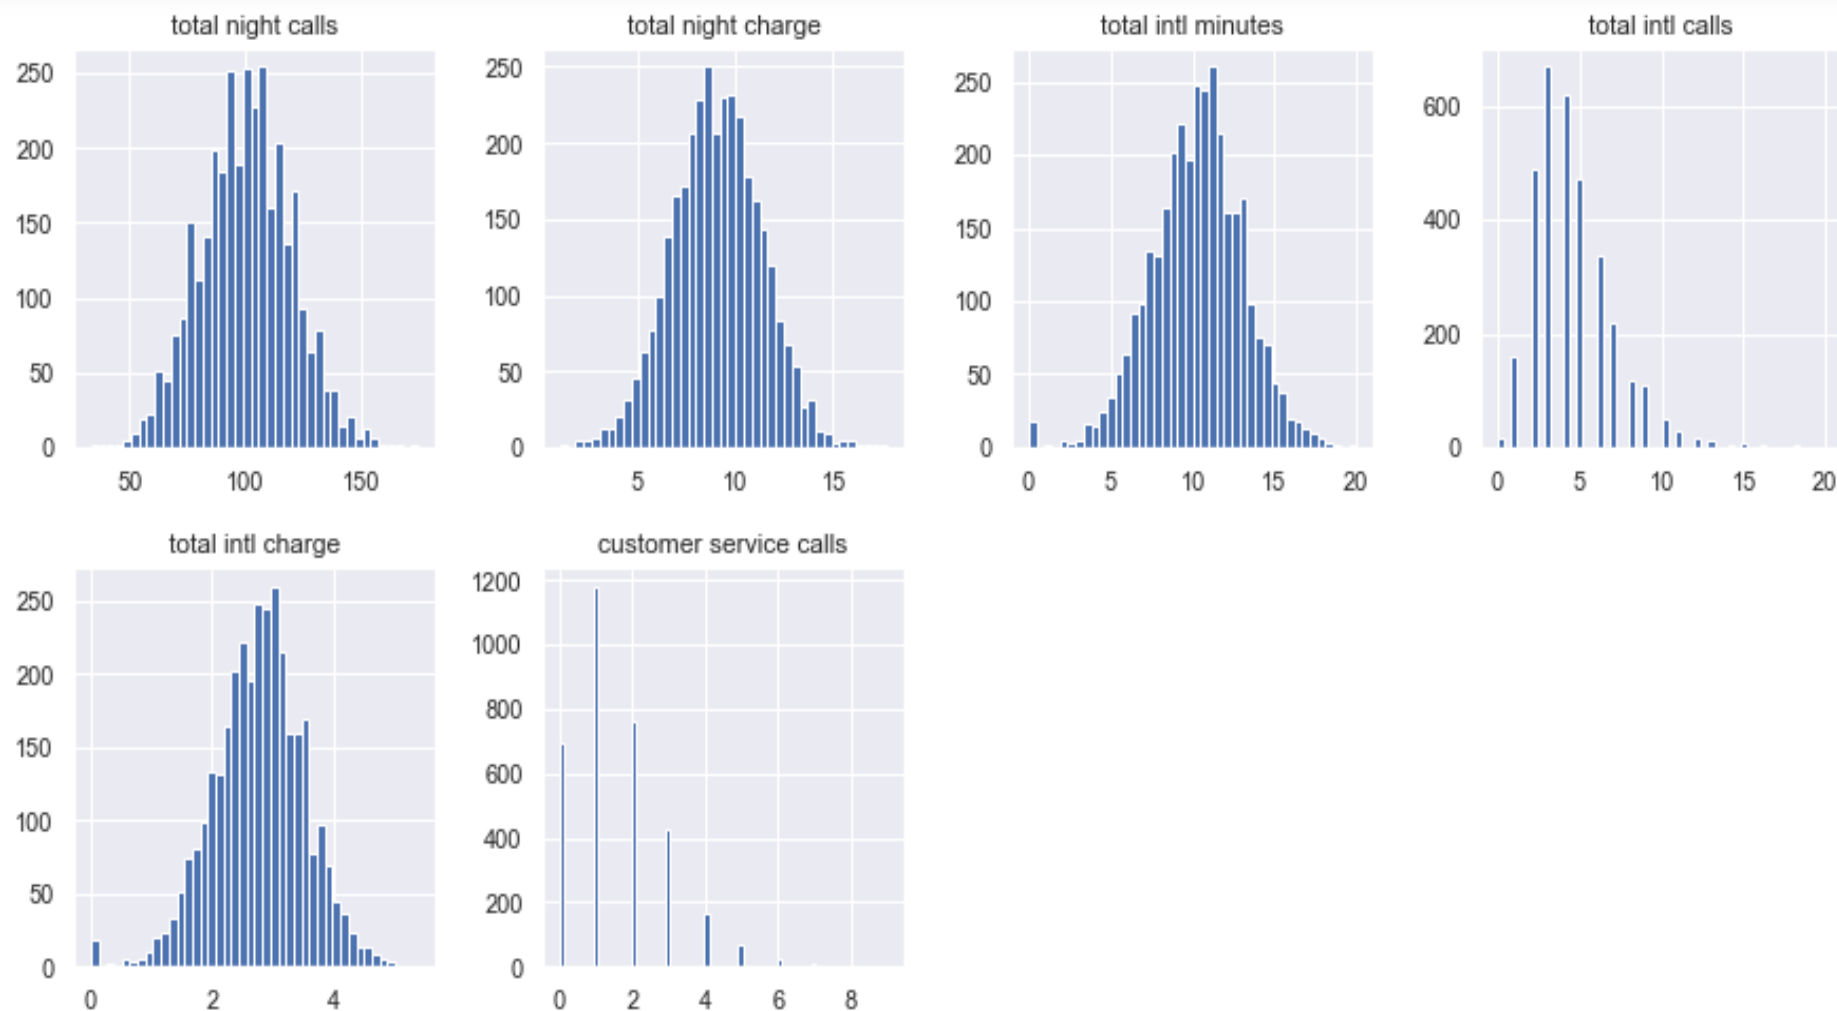 total night calls
250
200
150
100
50
0
50 100 150
total night charge
250
200
150
100
50
0
5 10 15
total intl minutes
250
200
150
100
50
0
0 5 10 15 20
total intl calls
600
400
200
0
0 5 10 15 20
total intl charge
250
200
150
100
50
0
0 2 4
customer service calls
1200
1000
800
600
400
200
0
0 2 4 6 8